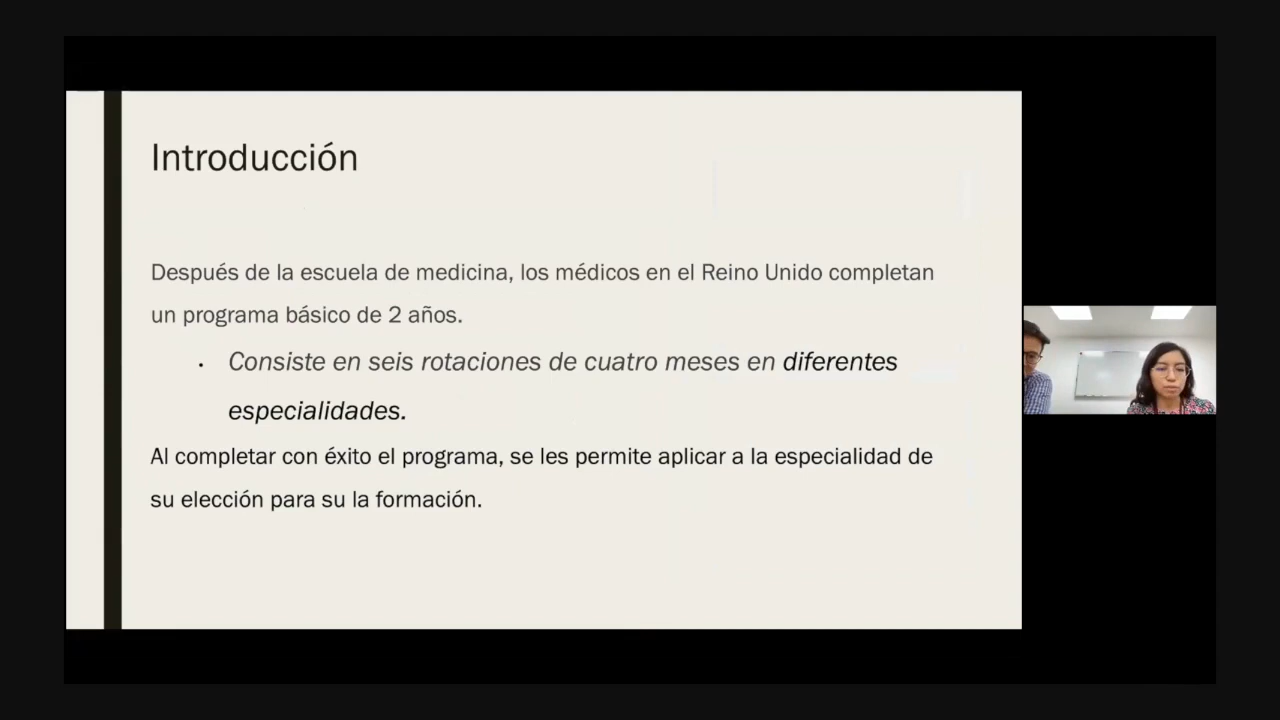 Introducción
Después de la escuela de medicina, los médicos en el Reino Unido completan
un programa básico de 2 años.
• Consiste en seis rotaciones de cuatro meses en diferentes
especialidades.
Al completar con éxito el programa, se les permite aplicar a la especialidad de
su elección para su la formación.